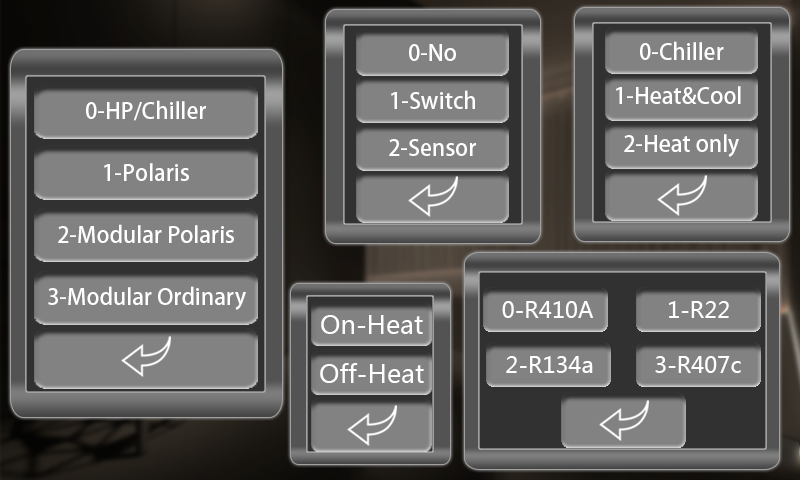 0-HP/Chiller
1-Polaris
2-Modular Polaris
3-Modular Ordinary
0-No
1-Switch
2-Sensor
0-Chiller
1-Heat&Cool
2-Heat only
On-Heat
Off-Heat
0-R410A
1-R22
2-R134a
3-R407c